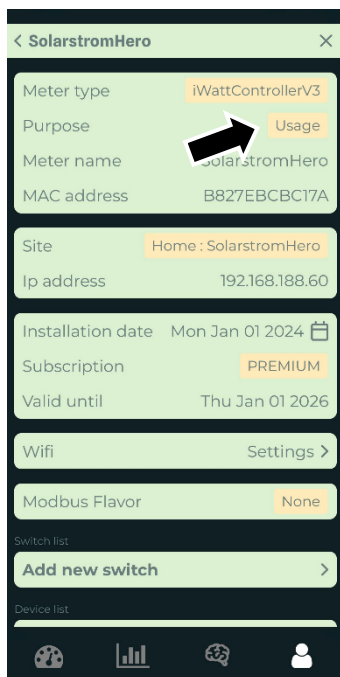 SolarstromHero
Meter type iWattControllerV3
Purpose Usage
Meter name SolarstromHero
MAC address B827EBCBC17A
Site Home : SolarstromHero
Ip address 192.168.188.60
Installation date Mon Jan 01 2024
Subscription PREMIUM
Valid until Thu Jan 01 2026
Wifi Settings
Modbus Flavor None
Switch list
Add new switch
Device list